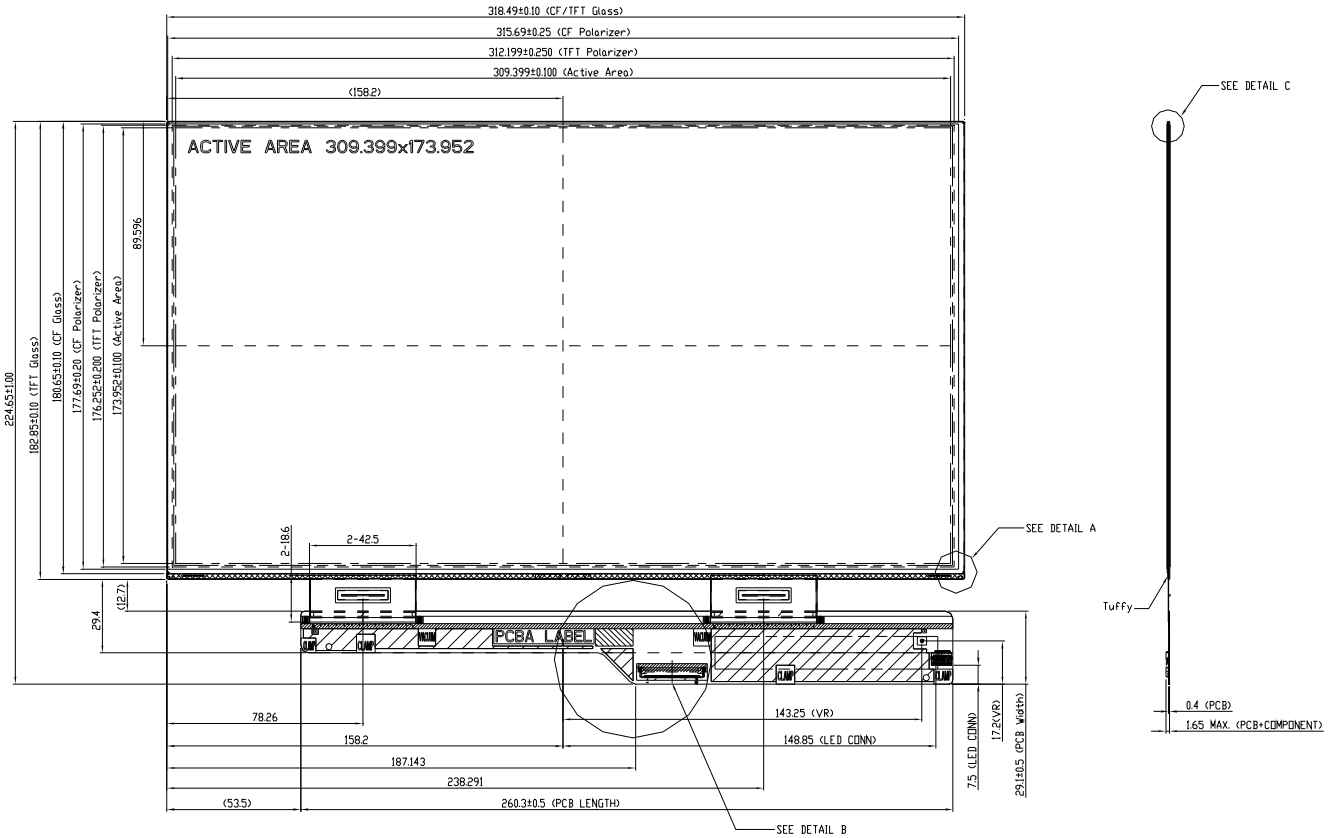 318.49±0.10 (CF/TFT Glass)
315.69±0.25 (CF Polarizer)
312.199±0.250 (TFT Polarizer)
309.399±0.100 (Active Area)
(158.2)
SEE DETAIL C
ACTIVE AREA 309.399x173.952
89.596
224.65±1.00
182.85±0.10 (TFT Glass)
180.65±0.10 (CF Glass)
177.69±0.20 (CF Polarizer)
176.252±0.200 (TFT Polarizer)
173.952±0.100 (Active Area)
SEE DETAIL A
2-18.6
2-42.5
(12.7)
29.4
Tuffy
CLAMP
CLAMP
VACUUM
PCBA LABEL
VACUUM
CLAMP
CLAMP
78.26
143.25 (VR)
158.2
148.85 (LED CONN)
187.143
238.291
(53.5)
260.3±0.5 (PCB LENGTH)
7.5 (LED CONN)
17.2(VR)
29.1±0.5 (PCB Width)
0.4 (PCB)
1.65 MAX. (PCB+COMPONENT)
SEE DETAIL B